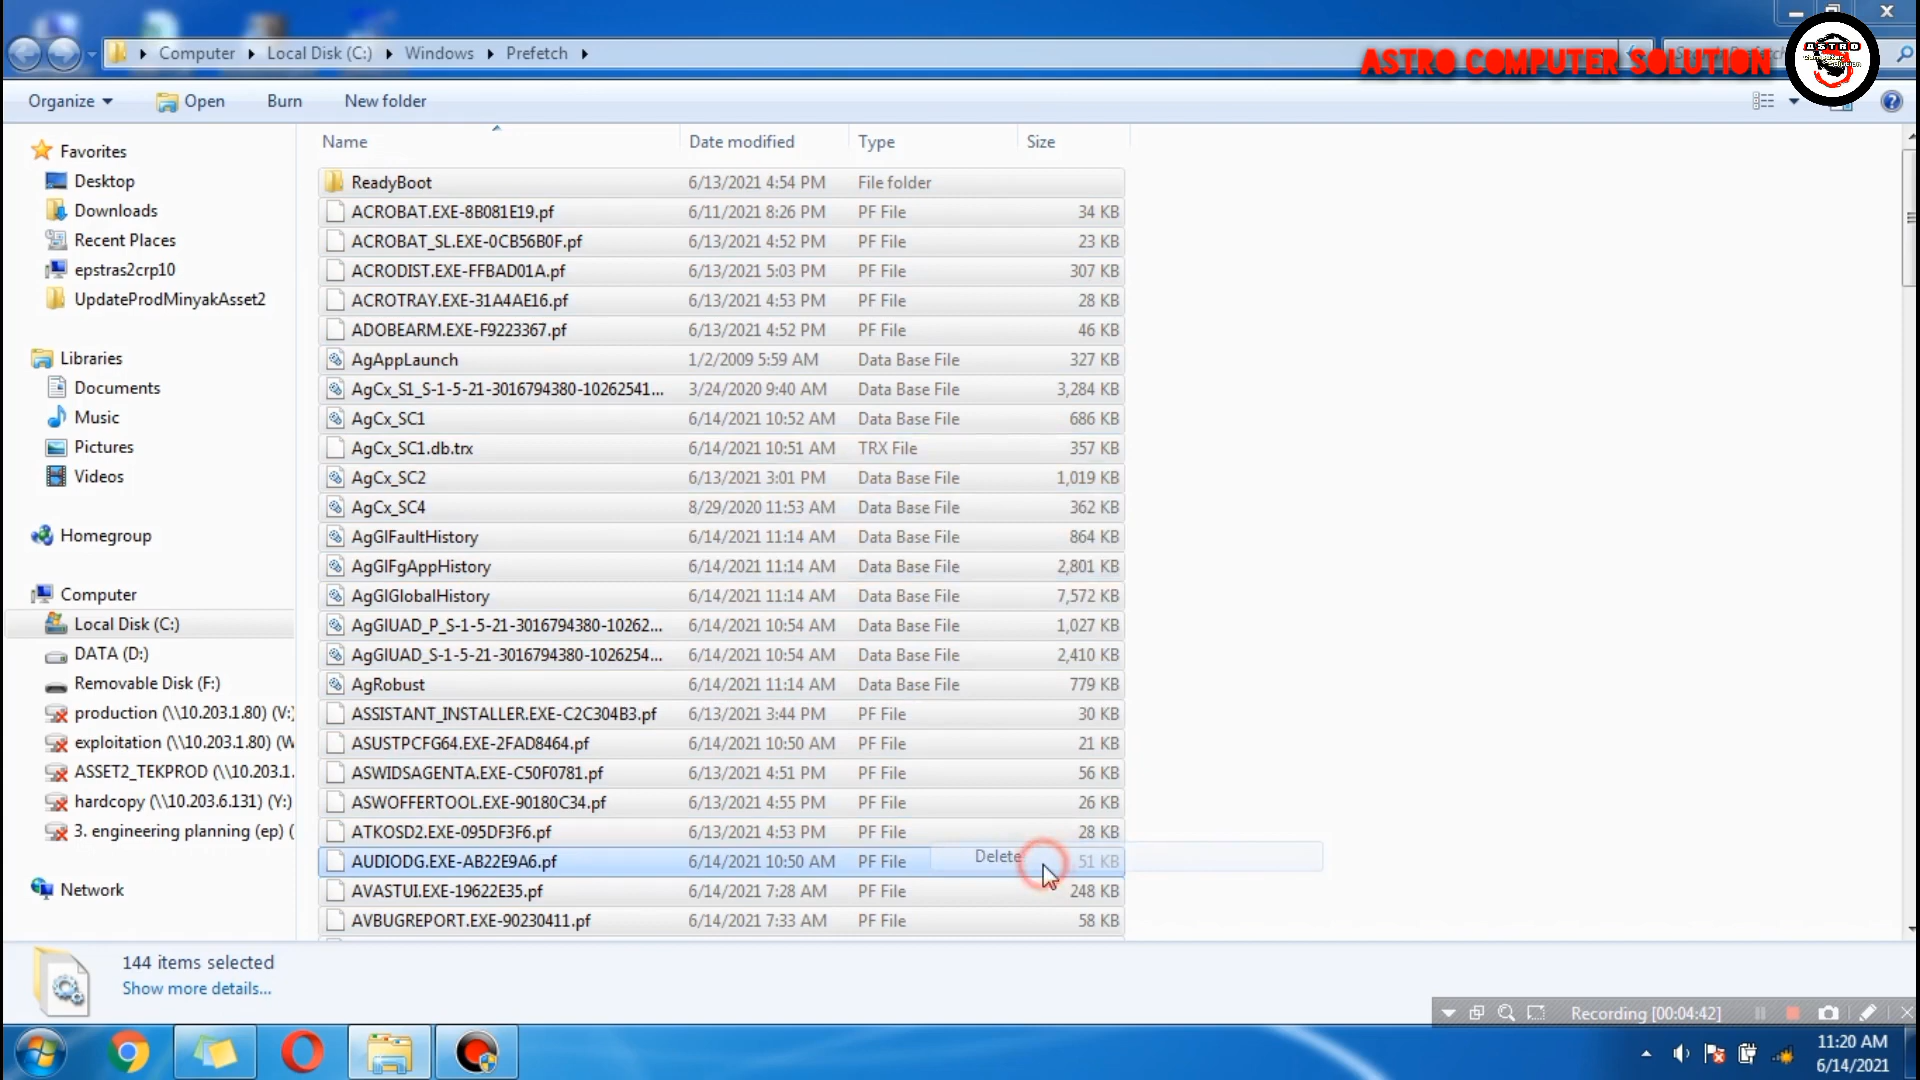 Computer Local Disk (C:) Windows Prefetch
ASTRO COMPUTER SOLUTION
ASTRO
Organize Open Burn New folder
Name Date modified Type Size
Favorites
Desktop
Downloads
Recent Places
epstras2crp10
UpdateProdMinyakAsset2
Libraries
Documents
Music
Pictures
Videos
Homegroup
Computer
Local Disk (C:)
DATA (D:)
Removable Disk (F:)
production (\\10.203.1.80) (V:)
exploitation (\\10.203.1.80) (W
ASSET2_TEKPROD (\\10.203.1.
hardcopy (\\10.203.6.131) (Y:)
3. engineering planning (ep) (
Network
ReadyBoot 6/13/2021 4:54 PM File folder
ACROBAT.EXE-8B081E19.pf 6/11/2021 8:26 PM PF File 34 KB
ACROBAT_SL.EXE-0CB56B0F.pf 6/13/2021 4:52 PM PF File 23 KB
ACRODIST.EXE-FFBAD01A.pf 6/13/2021 5:03 PM PF File 307 KB
ACROTRAY.EXE-31A4AE16.pf 6/13/2021 4:53 PM PF File 28 KB
ADOBEARM.EXE-F9223367.pf 6/13/2021 4:52 PM PF File 46 KB
AgAppLaunch 1/2/2009 5:59 AM Data Base File 327 KB
AgCx_S1_S-1-5-21-3016794380-10262541... 3/24/2020 9:40 AM Data Base File 3,284 KB
AgCx_SC1 6/14/2021 10:52 AM Data Base File 686 KB
AgCx_SC1.db.trx 6/14/2021 10:51 AM TRX File 357 KB
AgCx_SC2 6/13/2021 3:01 PM Data Base File 1,019 KB
AgCx_SC4 8/29/2020 11:53 AM Data Base File 362 KB
AgGlFaultHistory 6/14/2021 11:14 AM Data Base File 864 KB
AgGlFgAppHistory 6/14/2021 11:14 AM Data Base File 2,801 KB
AgGlGlobalHistory 6/14/2021 11:14 AM Data Base File 7,572 KB
AgGlUAD_P_S-1-5-21-3016794380-10262... 6/14/2021 10:54 AM Data Base File 1,027 KB
AgGlUAD_S-1-5-21-3016794380-1026254... 6/14/2021 10:54 AM Data Base File 2,410 KB
AgRobust 6/14/2021 11:14 AM Data Base File 779 KB
ASSISTANT_INSTALLER.EXE-C2C304B3.pf 6/13/2021 3:44 PM PF File 30 KB
ASUSTPCFG64.EXE-2FAD8464.pf 6/14/2021 10:50 AM PF File 21 KB
ASWIDSAGENTA.EXE-C50F0781.pf 6/13/2021 4:51 PM PF File 56 KB
ASWOFFERTOOL.EXE-90180C34.pf 6/13/2021 4:55 PM PF File 26 KB
ATKOSD2.EXE-095DF3F6.pf 6/13/2021 4:53 PM PF File 28 KB
AUDIODG.EXE-AB22E9A6.pf 6/14/2021 10:50 AM PF File Delete 51 KB
AVASTUI.EXE-19622E35.pf 6/14/2021 7:28 AM PF File 248 KB
AVBUGREPORT.EXE-90230411.pf 6/14/2021 7:33 AM PF File 58 KB
144 items selected
Show more details...
Recording [00:04:42]
11:20 AM
6/14/2021